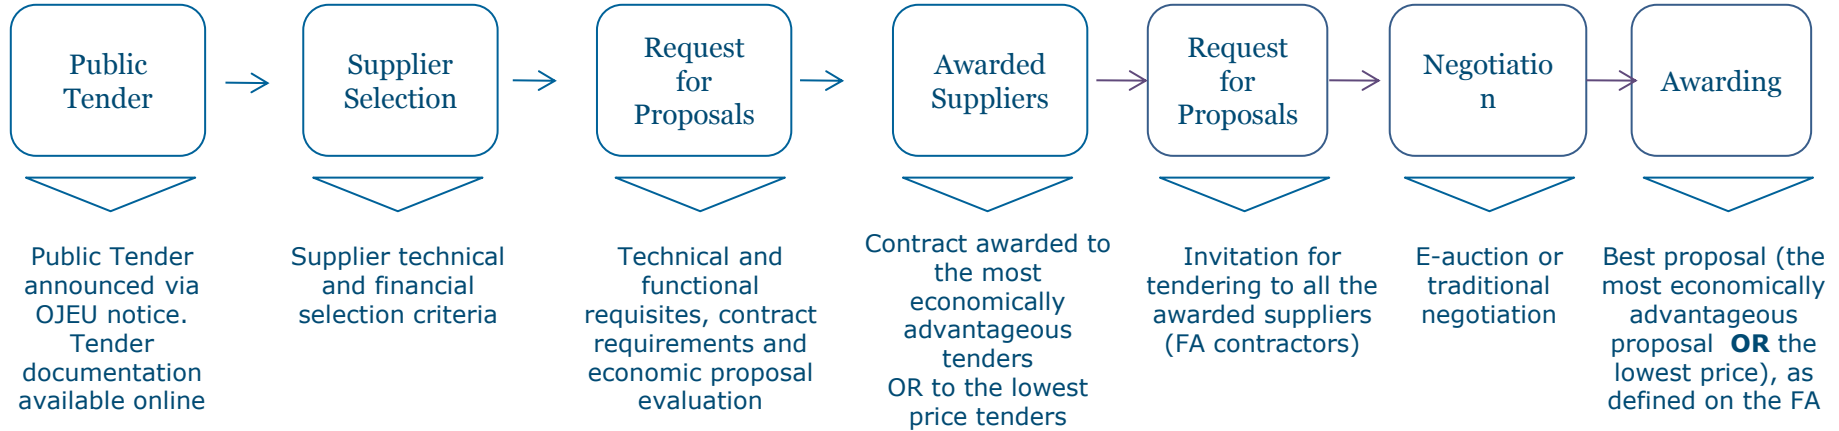 Public
Tender
Supplier
Selection
Request
for
Proposals
Awarded
Suppliers
Request
for
Proposals
Negotiatio
n
Awarding
Public Tender
announced via
OJEU notice.
Tender
documentation
available online
Supplier technical
and financial
selection criteria
Technical and
functional
requisites, contract
requirements and
economic proposal
evaluation
Contract awarded to
the most
economically
advantageous
tenders
OR to the lowest
price tenders
Invitation for
tendering to all the
awarded suppliers
(FA contractors)
E-auction or
traditional
negotiation
Best proposal (the
most economically
advantageous
proposal OR the
lowest price), as
defined on the FA